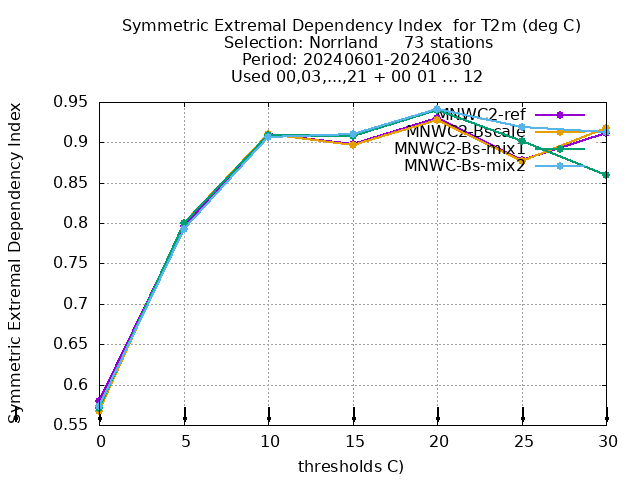 Symmetric Extremal Dependency Index for T2m (deg C)
Selection: Norrland 73 stations
Period: 20240601-20240630
Used 00,03,...,21 + 00 01 ... 12
Symmetric Extremal Dependency Index
0.95
0.9
0.85
0.8
0.75
0.7
0.65
0.6
0.55
MNWC2-ref
MNWC2-Bscale
MNWC2-Bs-mix1
MNWC-Bs-mix2
0 5 10 15 20 25 30
thresholds C)